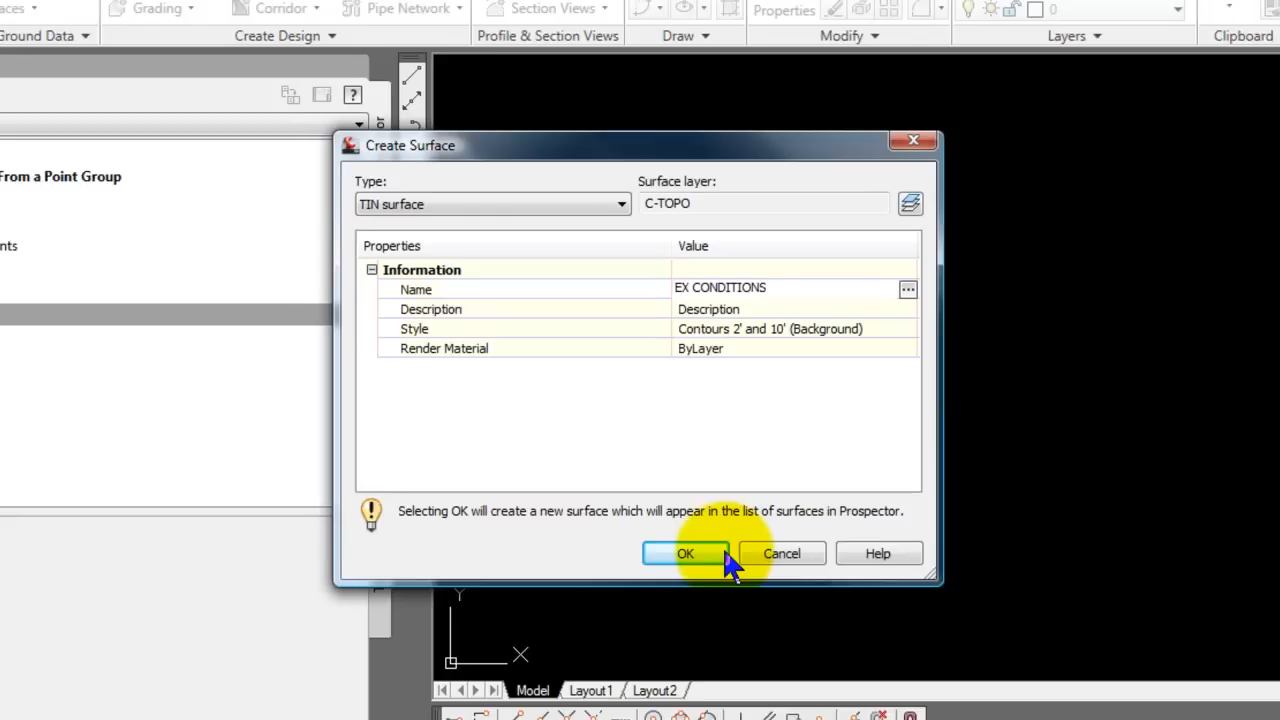 aces
Grading
Corridor
Pipe Network
Section Views
Properties
0
Ground Data
Create Design
Profile & Section Views
Draw
Modify
Layers
Clipboard
?
or
From a Point Group
nts
Create Surface
Type:
Surface layer:
TIN surface
C-TOPO
Properties Value
Information
Name EX CONDITIONS
Description Description
Style Contours 2' and 10' (Background)
Render Material ByLayer
Selecting OK will create a new surface which will appear in the list of surfaces in Prospector.
OK Cancel Help
Y
X
Model Layout1 Layout2